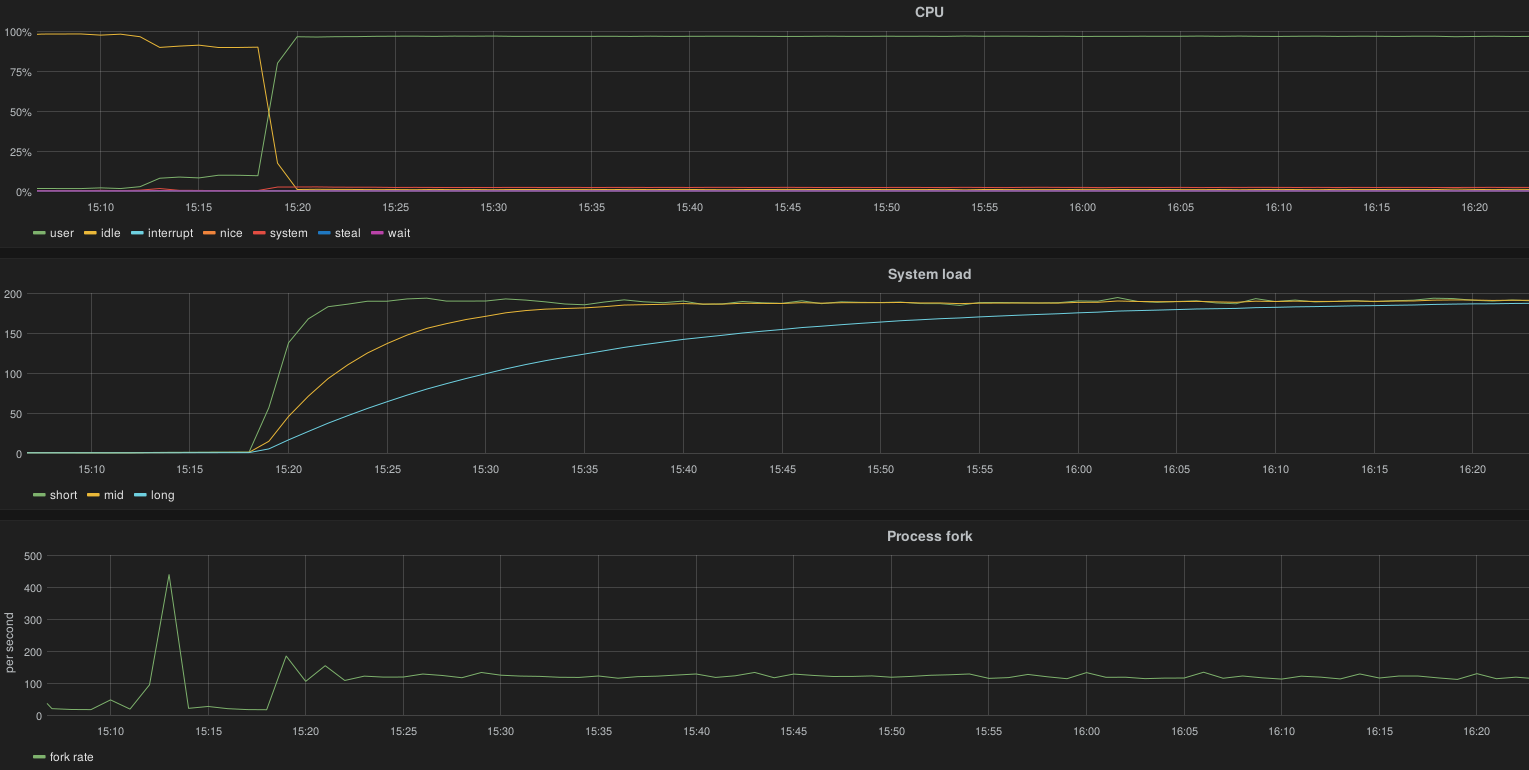 CPU
100%
75%
50%
25%
0%
15:10 15:15 15:20 15:25 15:30 15:35 15:40 15:45 15:50 15:55 16:00 16:05 16:10 16:15 16:20
user idle interrupt nice system steal wait
System load
200
150
100
50
0
15:10 15:15 15:20 15:25 15:30 15:35 15:40 15:45 15:50 15:55 16:00 16:05 16:10 16:15 16:20
short mid long
Process fork
per second
500
400
300
200
100
0
15:10 15:15 15:20 15:25 15:30 15:35 15:40 15:45 15:50 15:55 16:00 16:05 16:10 16:15 16:20
fork rate